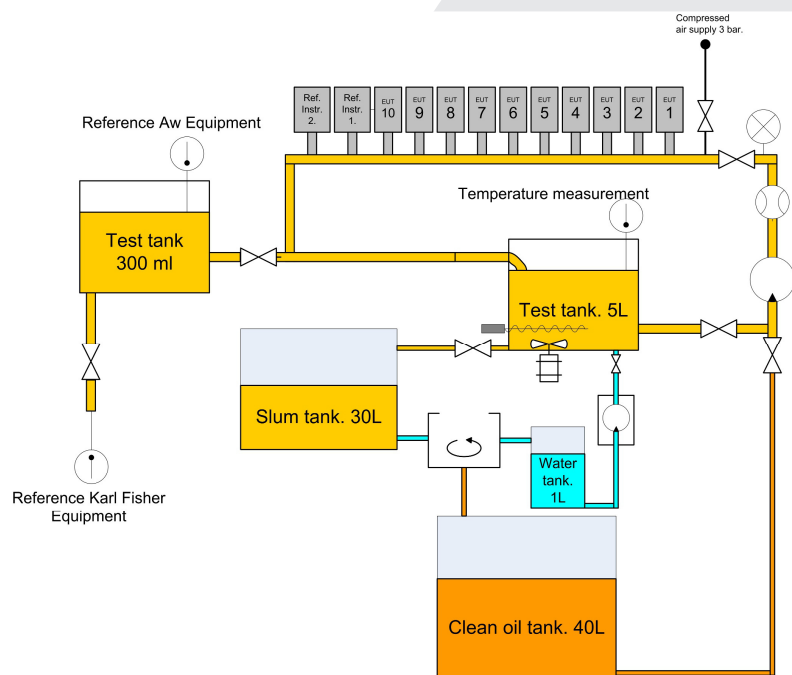 Compressed
air supply 3 bar.
Ref.
Instr.
2.
Ref.
Instr.
1.
EUT
10
EUT
9
EUT
8
EUT
7
EUT
6
EUT
5
EUT
4
EUT
3
EUT
2
EUT
1
Reference Aw Equipment
Temperature measurement
Test tank
300 ml
Test tank. 5L
Slum tank. 30L
Water
tank.
1L
Reference Karl Fisher
Equipment
Clean oil tank. 40L